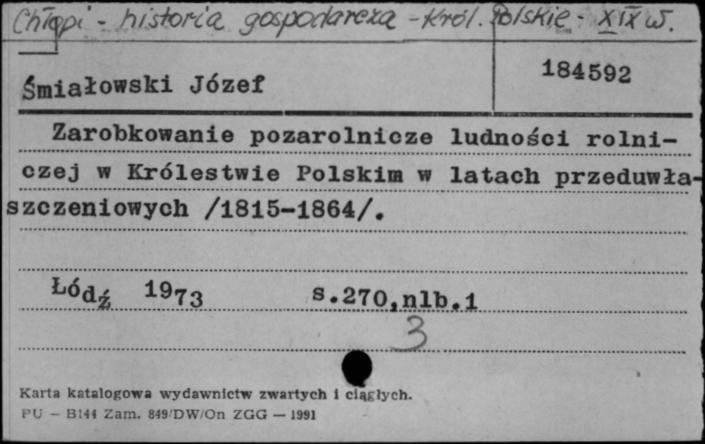 Chłopi - historia gospodarcza - Król. Polskie - XIX w.
184592
Śmiałowski Józef
Zarobkowanie pozarolnicze ludności rolni-
czej w Królestwie Polskim w latach przeduwła-
szczeniowych /1815-1864/.
Łódź 1973 s.270,nlb.1
3
Karta katalogowa wydawnictw zwartych i ciągłych.
PU — B144 Zam. 849/DW/On ZGG — 1991